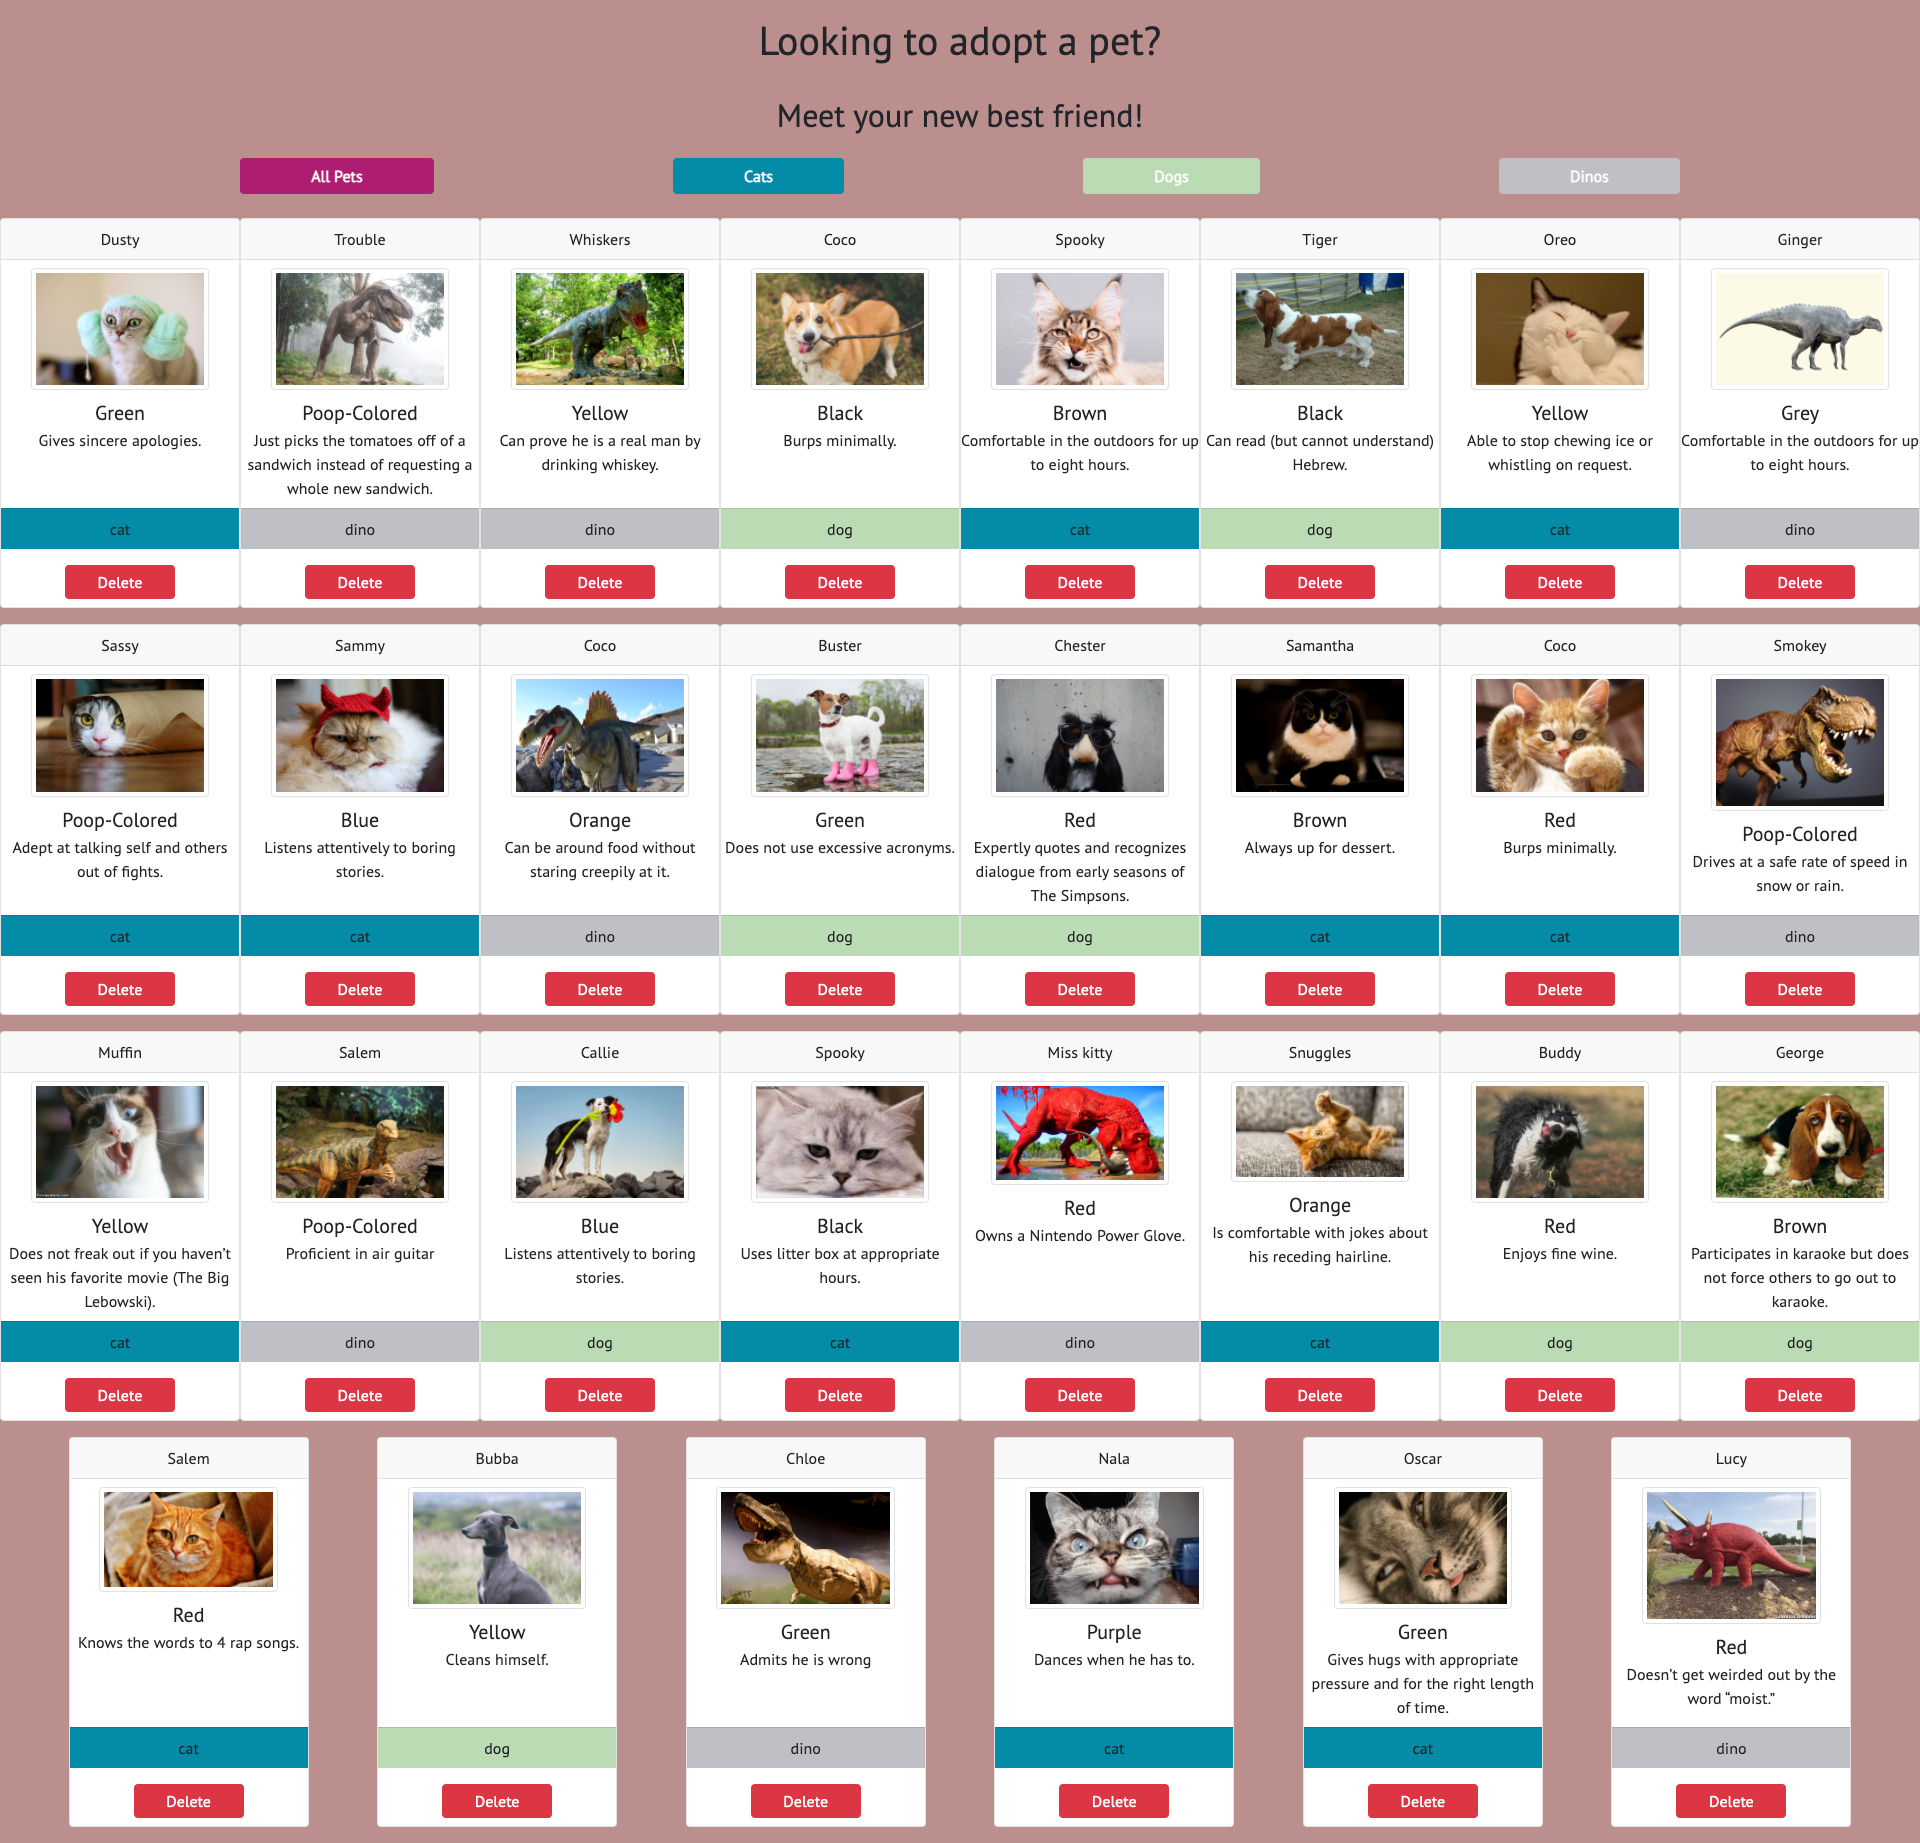 Looking to adopt a pet?
Meet your new best friend!
All Pets
Cats
Dogs
Dinos
Dusty
Green
Gives sincere apologies.
cat
Delete
Trouble
Poop-Colored
Just picks the tomatoes off of a
sandwich instead of requesting a
whole new sandwich.
dino
Delete
Whiskers
Yellow
Can prove he is a real man by
drinking whiskey.
dino
Delete
Coco
Black
Burps minimally.
dog
Delete
Spooky
Brown
Comfortable in the outdoors for up
to eight hours.
cat
Delete
Tiger
Black
Can read (but cannot understand)
Hebrew.
dog
Delete
Oreo
Yellow
Able to stop chewing ice or
whistling on request.
cat
Delete
Ginger
Grey
Comfortable in the outdoors for up
to eight hours.
dino
Delete
Sassy
Poop-Colored
Adept at talking self and others
out of fights.
cat
Delete
Sammy
Blue
Listens attentively to boring
stories.
cat
Delete
Coco
Orange
Can be around food without
staring creepily at it.
dino
Delete
Buster
Green
Does not use excessive acronyms.
dog
Delete
Chester
Red
Expertly quotes and recognizes
dialogue from early seasons of
The Simpsons.
dog
Delete
Samantha
Brown
Always up for dessert.
cat
Delete
Coco
Red
Burps minimally.
cat
Delete
Smokey
Poop-Colored
Drives at a safe rate of speed in
snow or rain.
dino
Delete
Muffin
Yellow
Does not freak out if you haven’t
seen his favorite movie (The Big
Lebowski).
cat
Delete
Salem
Poop-Colored
Proficient in air guitar
dino
Delete
Callie
Blue
Listens attentively to boring
stories.
dog
Delete
Spooky
Black
Uses litter box at appropriate
hours.
cat
Delete
Miss kitty
Red
Owns a Nintendo Power Glove.
dino
Delete
Snuggles
Orange
Is comfortable with jokes about
his receding hairline.
cat
Delete
Buddy
Red
Enjoys fine wine.
dog
Delete
George
Brown
Participates in karaoke but does
not force others to go out to
karaoke.
dog
Delete
Salem
Red
Knows the words to 4 rap songs.
cat
Delete
Bubba
Yellow
Cleans himself.
dog
Delete
Chloe
Green
Admits he is wrong
dino
Delete
Nala
Purple
Dances when he has to.
cat
Delete
Oscar
Green
Gives hugs with appropriate
pressure and for the right length
of time.
cat
Delete
Lucy
Red
Doesn’t get weirded out by the
word “moist.”
dino
Delete